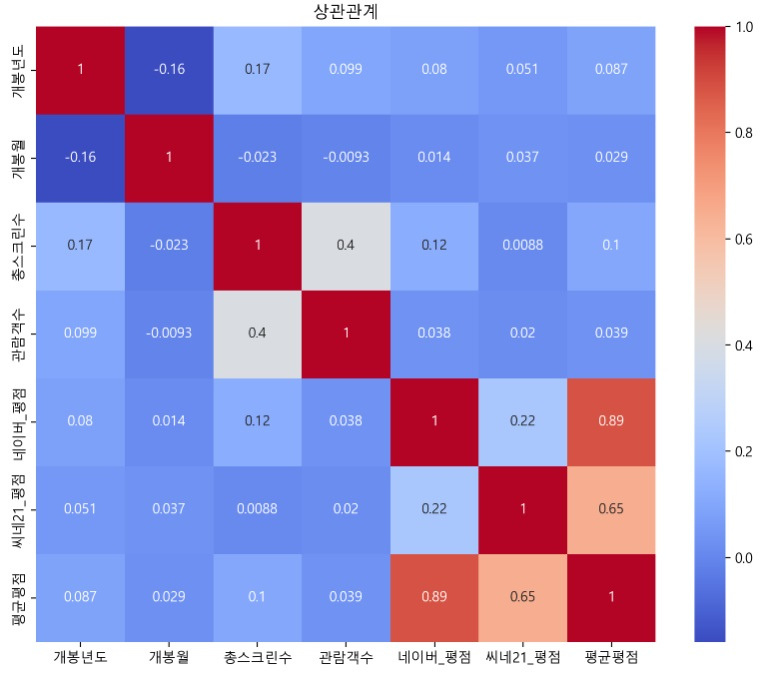 상관관계
개봉년도 1 -0.16 0.17 0.099 0.08 0.051 0.087
개봉월 -0.16 1 -0.023 -0.0093 0.014 0.037 0.029
총스크린수 0.17 -0.023 1 0.4 0.12 0.0088 0.1
관람객수 0.099 -0.0093 0.4 1 0.038 0.02 0.039
네이버_평점 0.08 0.014 0.12 0.038 1 0.22 0.89
씨네21_평점 0.051 0.037 0.0088 0.02 0.22 1 0.65
평균평점 0.087 0.029 0.1 0.039 0.89 0.65 1
개봉년도 개봉월 총스크린수 관람객수 네이버_평점 씨네21_평점 평균평점
1.0
0.8
0.6
0.4
0.2
0.0